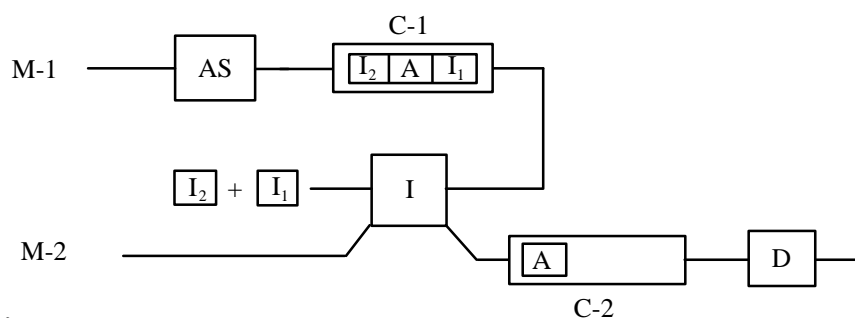 C-1
M-1 AS I₂ A I₁
I₂ + I₁ I
M-2 A D
C-2